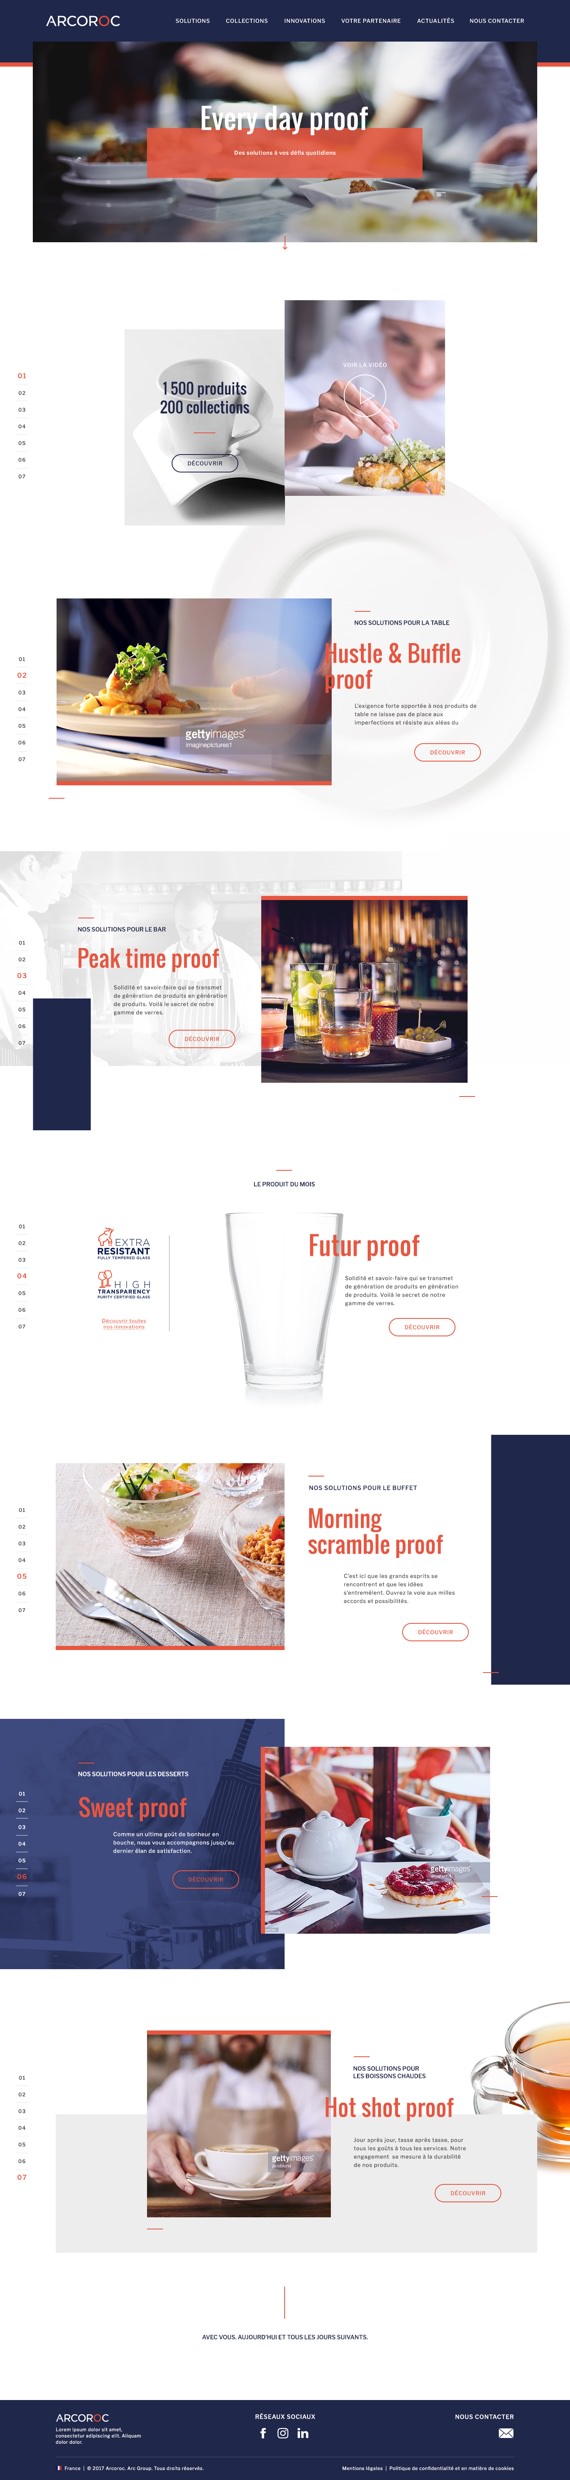 ARCOROC
SOLUTIONS COLLECTIONS INNOVATIONS VOTRE PARTENAIRE ACTUALITÉS NOUS CONTACTER
Every day proof
Des solutions à vos défis quotidiens
1 500 produits
200 collections
DÉCOUVRIR
VOIR LA VIDÉO
01
02
03
04
05
06
07
NOS SOLUTIONS POUR LA TABLE
Hustle & Buffle
proof
L'exigence forte apportée à nos produits de
table ne laisse pas de place aux
imperfections et résiste aux aléas du
DÉCOUVRIR
gettyimages
imaginepictures1
01
02
03
04
05
06
07
NOS SOLUTIONS POUR LE BAR
Peak time proof
Solidité et savoir-faire qui se transmet
de génération de produits en génération
de produits. Voilà le secret de notre
gamme de verres.
DÉCOUVRIR
01
02
03
04
05
06
07
LE PRODUIT DU MOIS
EXTRA
RESISTANT
FULLY TEMPERED GLASS
HIGH
TRANSPARENCY
PURITY CERTIFIED GLASS
Découvrir toutes
nos innovations
Futur proof
Solidité et savoir-faire qui se transmet
de génération de produits en génération
de produits. Voilà le secret de notre
gamme de verres.
DÉCOUVRIR
01
02
03
04
05
06
07
NOS SOLUTIONS POUR LE BUFFET
Morning
scramble proof
C'est ici que les grands esprits se
rencontrent et que les idées
s'entremêlent. Ouvrez la voie aux milles
accords et possibilités.
DÉCOUVRIR
01
02
03
04
05
06
07
NOS SOLUTIONS POUR LES DESSERTS
Sweet proof
Comme un ultime goût de bonheur en
bouche, nous vous accompagnons jusqu'au
dernier élan de satisfaction.
DÉCOUVRIR
gettyimages
01
02
03
04
05
06
07
NOS SOLUTIONS POUR
LES BOISSONS CHAUDES
Hot shot proof
Jour après jour, tasse après tasse, pour
tous les goûts à tous les services. Notre
engagement se mesure à la durabilité
de nos produits.
DÉCOUVRIR
gettyimages
01
02
03
04
05
06
07
AVEC VOUS. AUJOURD'HUI ET TOUS LES JOURS SUIVANTS.
ARCOROC
Lorem ipsum dolor sit amet,
consectetur adipiscing elit. Aliquam
dolor dolor.
RÉSEAUX SOCIAUX
NOUS CONTACTER
France | © 2017 Arcoroc. Arc Group. Tous droits réservés.
Mentions légales | Politique de confidentialité et en matière de cookies